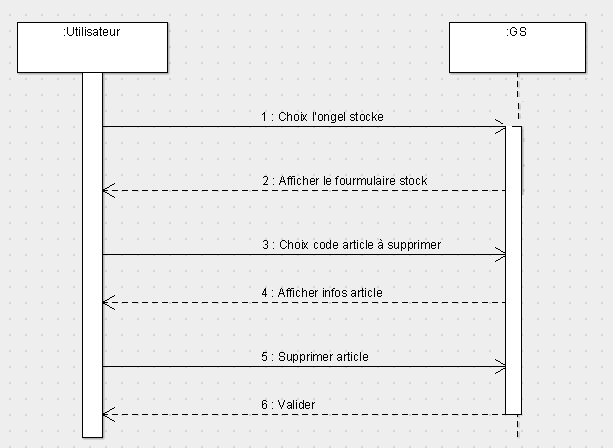 :Utilisateur
:GS
1 : Choix l'ongel stocke
2 : Afficher le fourmulaire stock
3 : Choix code article à supprimer
4 : Afficher infos article
5 : Supprimer article
6 : Valider